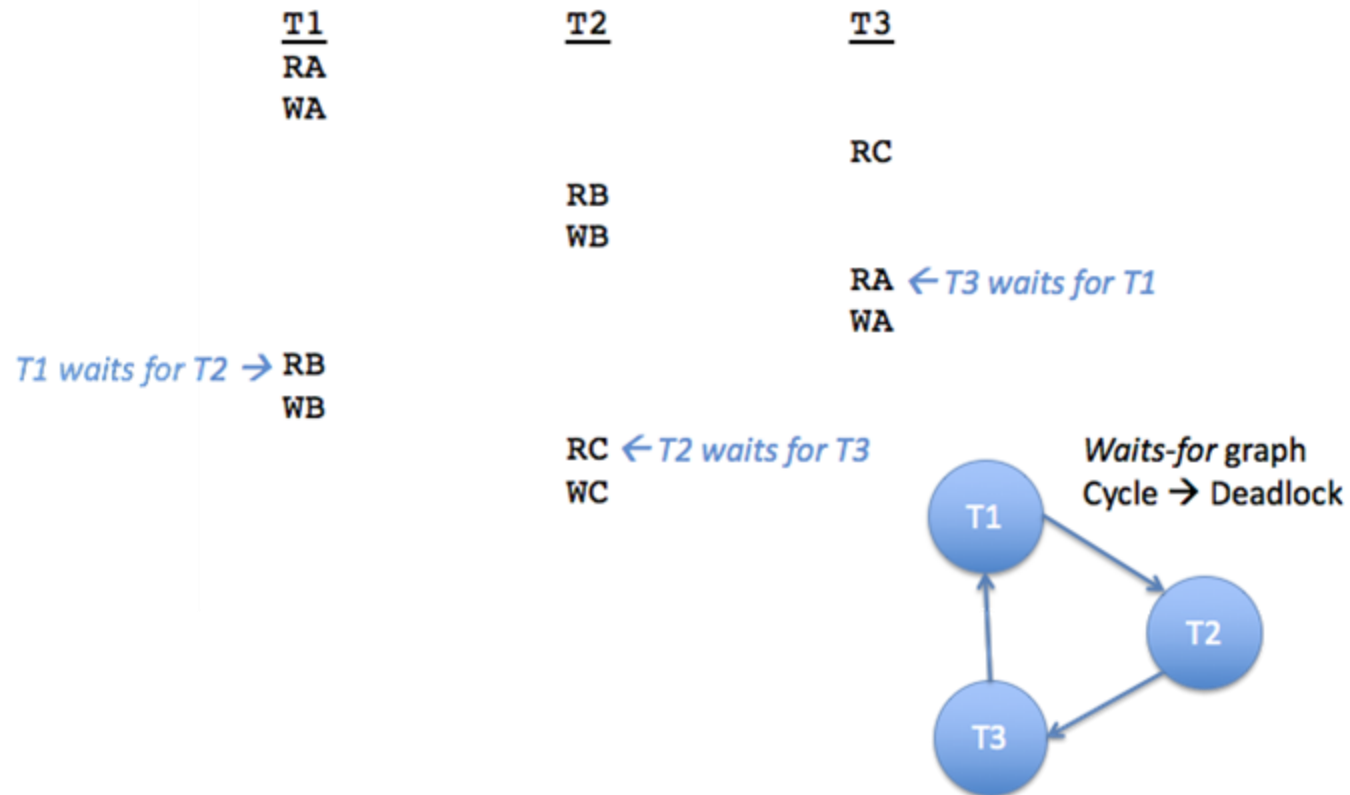 T1 T2 T3
RA
WA
RC
RB
WB
RA ← T3 waits for T1
WA
T1 waits for T2 → RB
WB
RC ← T2 waits for T3
WC
Waits-for graph
Cycle → Deadlock
T1
T2
T3